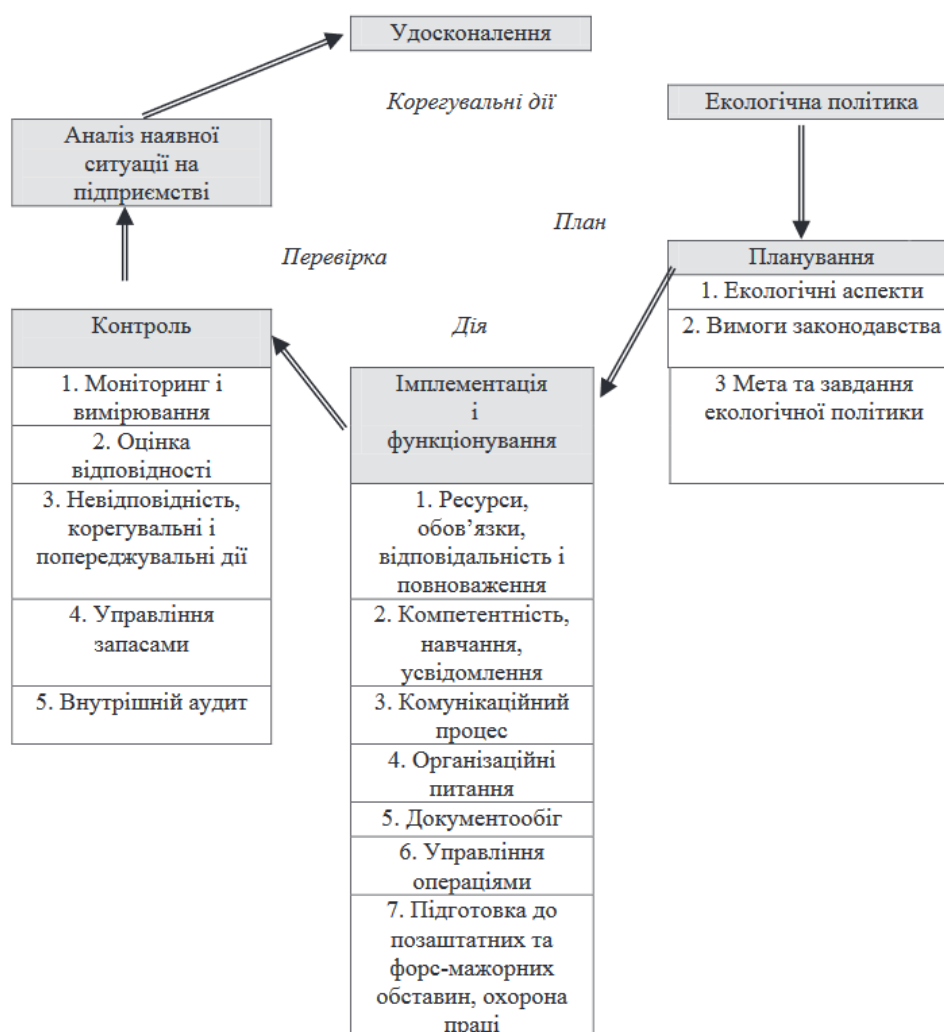 Удосконалення
Корегувальні дії
Екологічна політика
Аналіз наявної
ситуації на
підприємстві
План
Перевірка
Планування
1. Екологічні аспекти
2. Вимоги законодавства
3 Мета та завдання
екологічної політики
Контроль
1. Моніторинг і
вимірювання
2. Оцінка
відповідності
3. Невідповідність,
корегувальні і
попереджувальні дії
4. Управління
запасами
5. Внутрішній аудит
Дія
Імплементація
і
функціонування
1. Ресурси,
обов’язки,
відповідальність і
повноваження
2. Компетентність,
навчання,
усвідомлення
3. Комунікаційний
процес
4. Організаційні
питання
5. Документообіг
6. Управління
операціями
7. Підготовка до
позаштатних та
форс-мажорних
обставин, охорона
праці